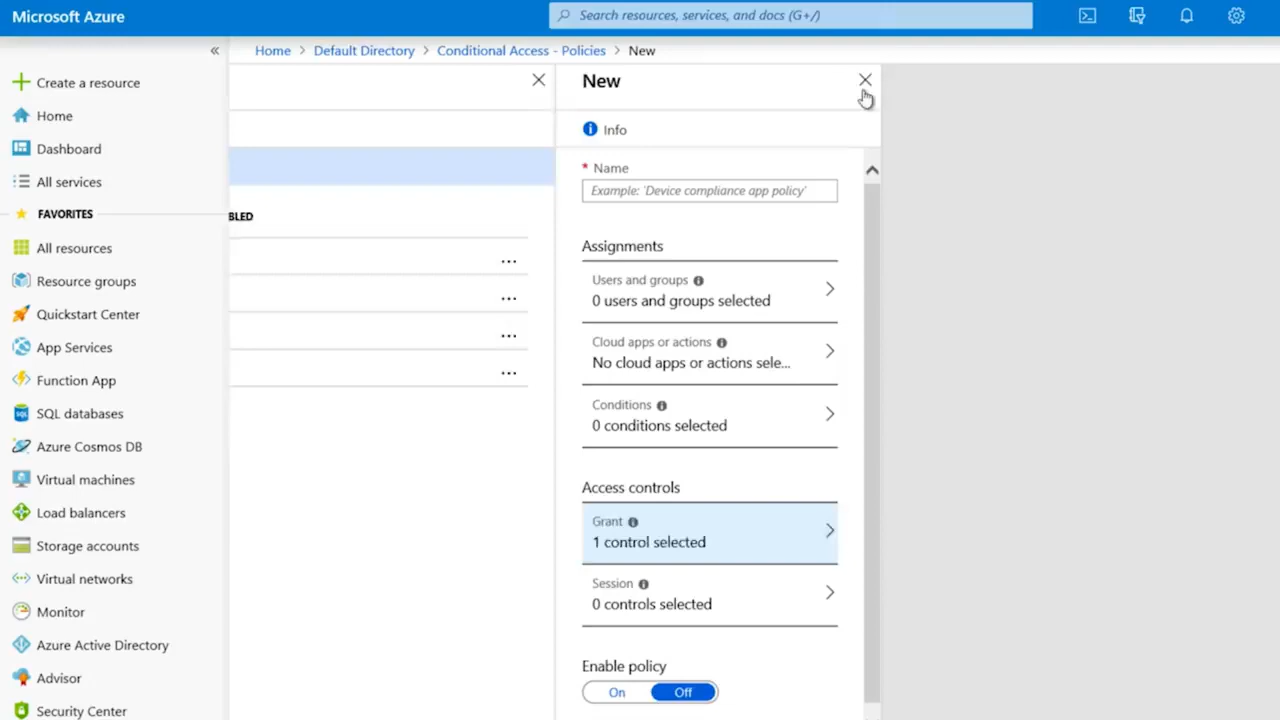 Microsoft Azure
Search resources, services, and docs (G+/)
«
Home > Default Directory > Conditional Access - Policies > New
Create a resource
Home
Dashboard
All services
FAVORITES
All resources
Resource groups
Quickstart Center
App Services
Function App
SQL databases
Azure Cosmos DB
Virtual machines
Load balancers
Storage accounts
Virtual networks
Monitor
Azure Active Directory
Advisor
Security Center
BLED
...
...
...
...
New
Info
* Name
Example: 'Device compliance app policy'
Assignments
Users and groups
0 users and groups selected
Cloud apps or actions
No cloud apps or actions sele...
Conditions
0 conditions selected
Access controls
Grant
1 control selected
Session
0 controls selected
Enable policy
On Off